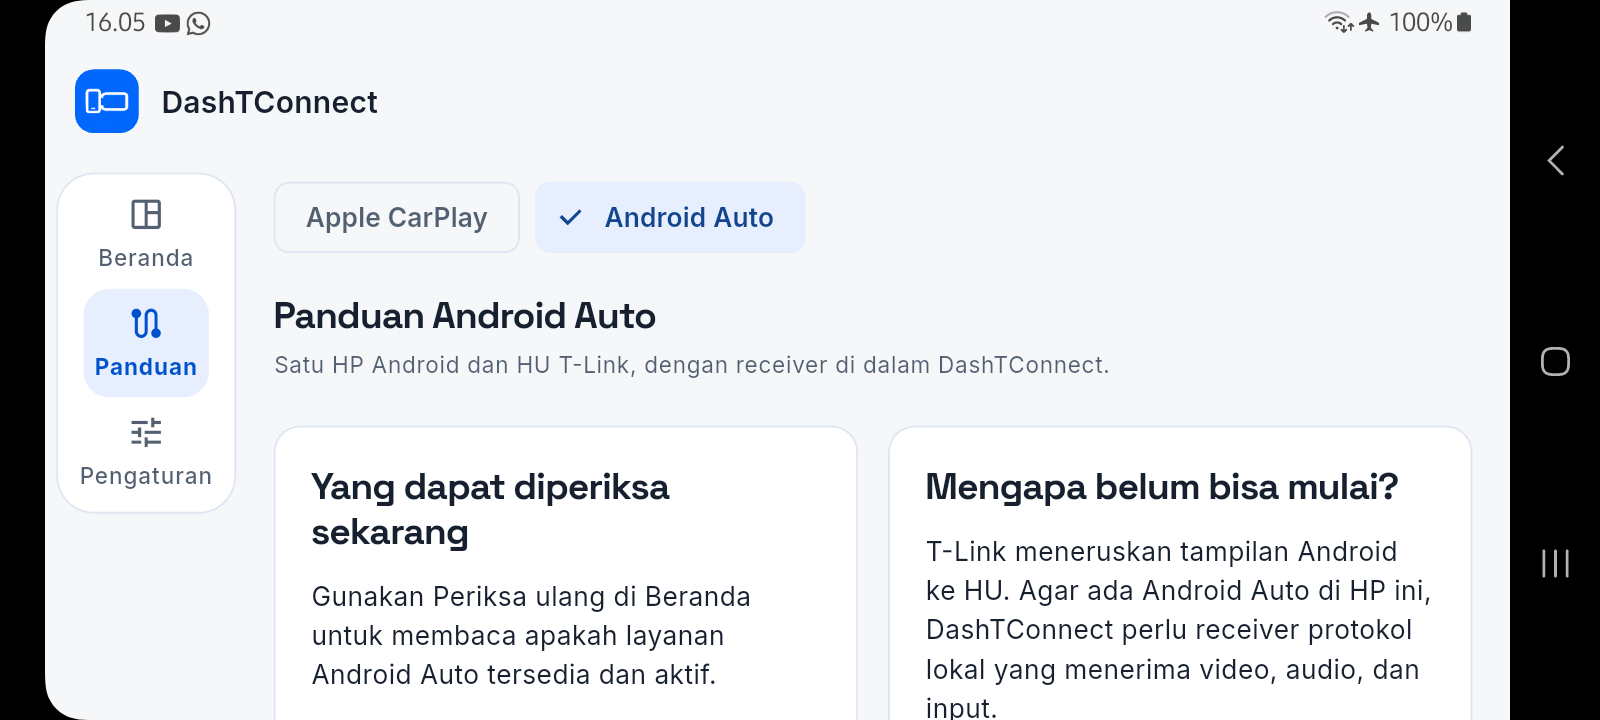 16.05
100%
DashTConnect
Beranda
Panduan
Pengaturan
Apple CarPlay
Android Auto
Panduan Android Auto
Satu HP Android dan HU T-Link, dengan receiver di dalam DashTConnect.
Yang dapat diperiksa
sekarang
Gunakan Periksa ulang di Beranda
untuk membaca apakah layanan
Android Auto tersedia dan aktif.
Mengapa belum bisa mulai?
T-Link meneruskan tampilan Android
ke HU. Agar ada Android Auto di HP ini,
DashTConnect perlu receiver protokol
lokal yang menerima video, audio, dan
input.